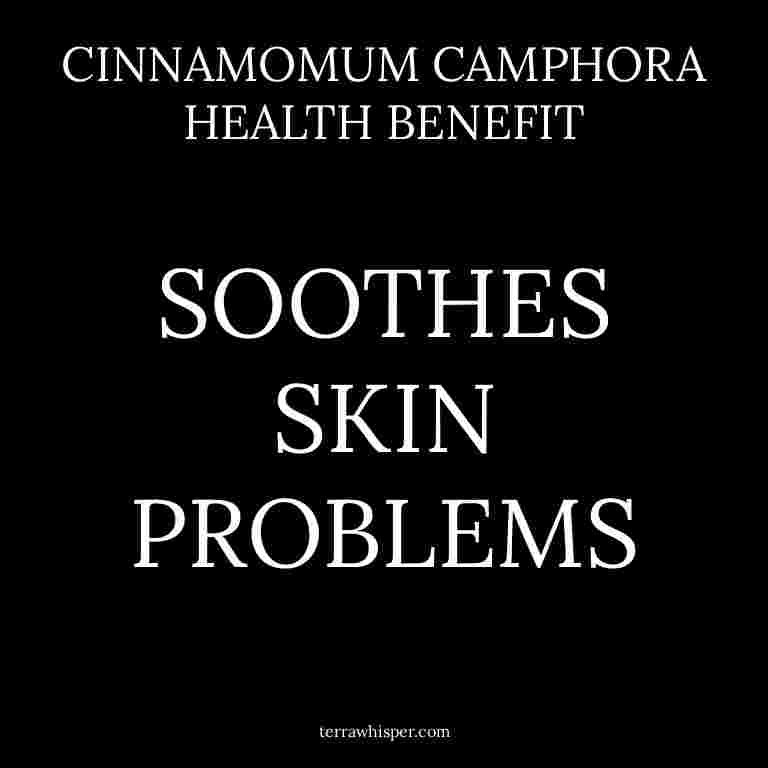 CINNAMOMUM CAMPHORA
HEALTH BENEFIT
SOOTHES
SKIN
PROBLEMS
terrawhisper.com